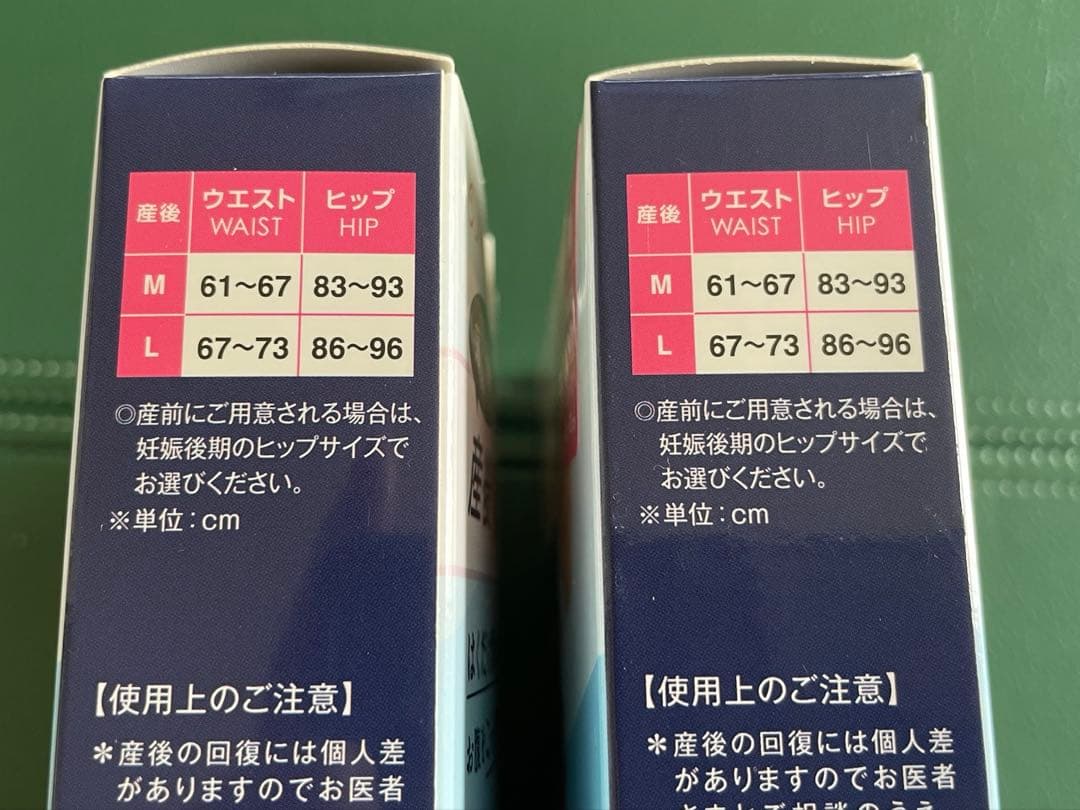 産後 ウエスト WAIST ヒップ HIP
M 61〜67 83〜93
L 67〜73 86〜96
◎産前にご用意される場合は、
妊娠後期のヒップサイズで
お選びください。
※単位：cm
【使用上のご注意】
＊産後の回復には個人差
がありますのでお医者
産後 ウエスト WAIST ヒップ HIP
M 61〜67 83〜93
L 67〜73 86〜96
◎産前にご用意される場合は、
妊娠後期のヒップサイズで
お選びください。
※単位：cm
【使用上のご注意】
＊産後の回復には個人差
がありますのでお医者